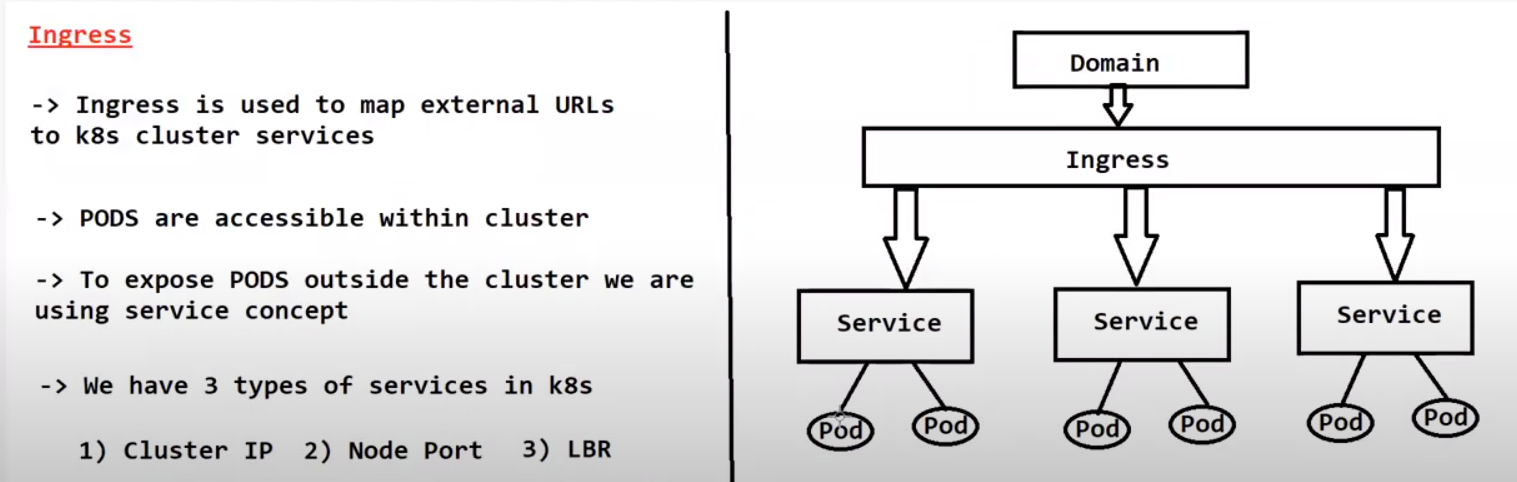 Ingress
-> Ingress is used to map external URLs
to k8s cluster services
-> PODS are accessible within cluster
-> To expose PODS outside the cluster we are
using service concept
-> We have 3 types of services in k8s
1) Cluster IP 2) Node Port 3) LBR
Domain
Ingress
Service
Service
Service
Pod
Pod
Pod
Pod
Pod
Pod